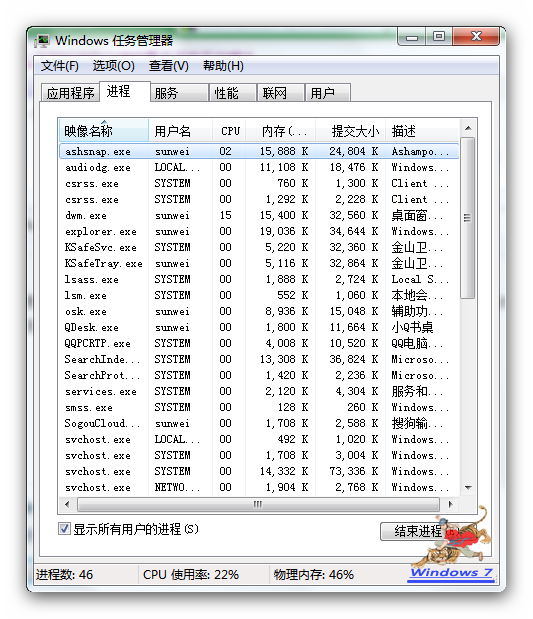 Windows 任务管理器
文件(F) 选项(O) 查看(V) 帮助(H)
应用程序 进程 服务 性能 联网 用户
映像名称 用户名 CPU 内存(... 提交大小 描述
ashsnap.exe sunwei 02 15,888 K 24,804 K Ashampo...
audiodg.exe LOCAL... 00 11,108 K 18,476 K Windows...
csrss.exe SYSTEM 00 760 K 1,300 K Client ...
csrss.exe SYSTEM 00 1,292 K 2,228 K Client ...
dwm.exe sunwei 15 15,400 K 32,560 K 桌面窗...
explorer.exe sunwei 00 19,036 K 34,644 K Windows...
KSafeSvc.exe SYSTEM 00 5,220 K 32,360 K 金山卫...
KSafeTray.exe sunwei 00 5,116 K 32,864 K 金山卫...
lsass.exe SYSTEM 00 1,888 K 2,724 K Local S...
lsm.exe SYSTEM 00 552 K 1,060 K 本地会...
osk.exe sunwei 00 8,936 K 15,048 K 辅助功...
QDesk.exe sunwei 00 1,800 K 11,664 K 小Q书桌
QQPCRTP.exe SYSTEM 00 4,008 K 10,520 K QQ电脑...
SearchInde... SYSTEM 00 13,308 K 36,824 K Microso...
SearchProt... SYSTEM 00 1,420 K 2,236 K Microso...
services.exe SYSTEM 00 2,120 K 4,304 K 服务和...
smss.exe SYSTEM 00 128 K 260 K Windows...
SogouCloud... sunwei 00 1,708 K 2,588 K 搜狗输...
svchost.exe LOCAL... 00 492 K 1,020 K Windows...
svchost.exe SYSTEM 00 1,708 K 3,004 K Windows...
svchost.exe SYSTEM 00 14,332 K 73,336 K Windows...
svchost.exe NETWO... 00 1,904 K 2,768 K Windows...
显示所有用户的进程(S) 结束进程
进程数: 46 CPU 使用率: 22% 物理内存: 46% Windows 7